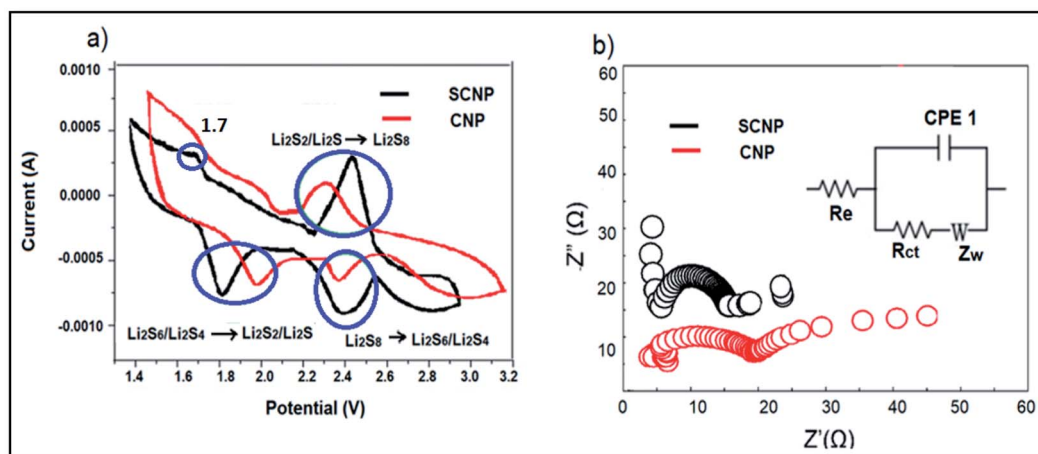 a)
0.0010
0.0005
0.0000
-0.0005
-0.0010
Current (A)
1.7
SCNP
CNP
Li2S2/Li2S → Li2S8
Li2S6/Li2S4 → Li2S2/Li2S
Li2S8 → Li2S6/Li2S4
1.4 1.6 1.8 2.0 2.2 2.4 2.6 2.8 3.0 3.2
Potential (V)
b)
60
50
40
30
20
10
-Z″ (Ω)
SCNP
CNP
CPE 1
Re
Rct Zw
0 10 20 23 40 50 60
Z'(Ω)